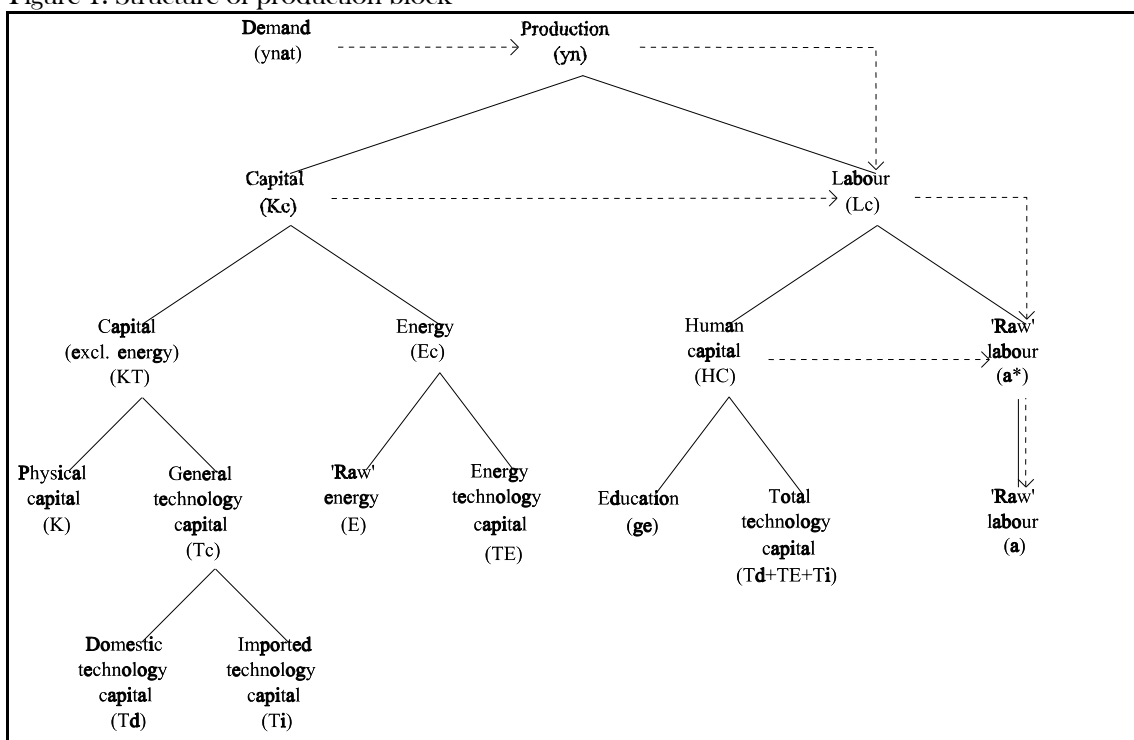 Figure 1: Structure of production block
Demand
(ynat)
Production
(yn)
Capital
(Kc)
Labour
(Lc)
Capital
(excl. energy)
(KT)
Energy
(Ec)
Human
capital
(HC)
'Raw'
labour
(a*)
Physical
capital
(K)
General
technology
capital
(Tc)
'Raw'
energy
(E)
Energy
technology
capital
(TE)
Education
(ge)
Total
technology
capital
(Td+TE+Ti)
'Raw'
labour
(a)
Domestic
technology
capital
(Td)
Imported
technology
capital
(Ti)